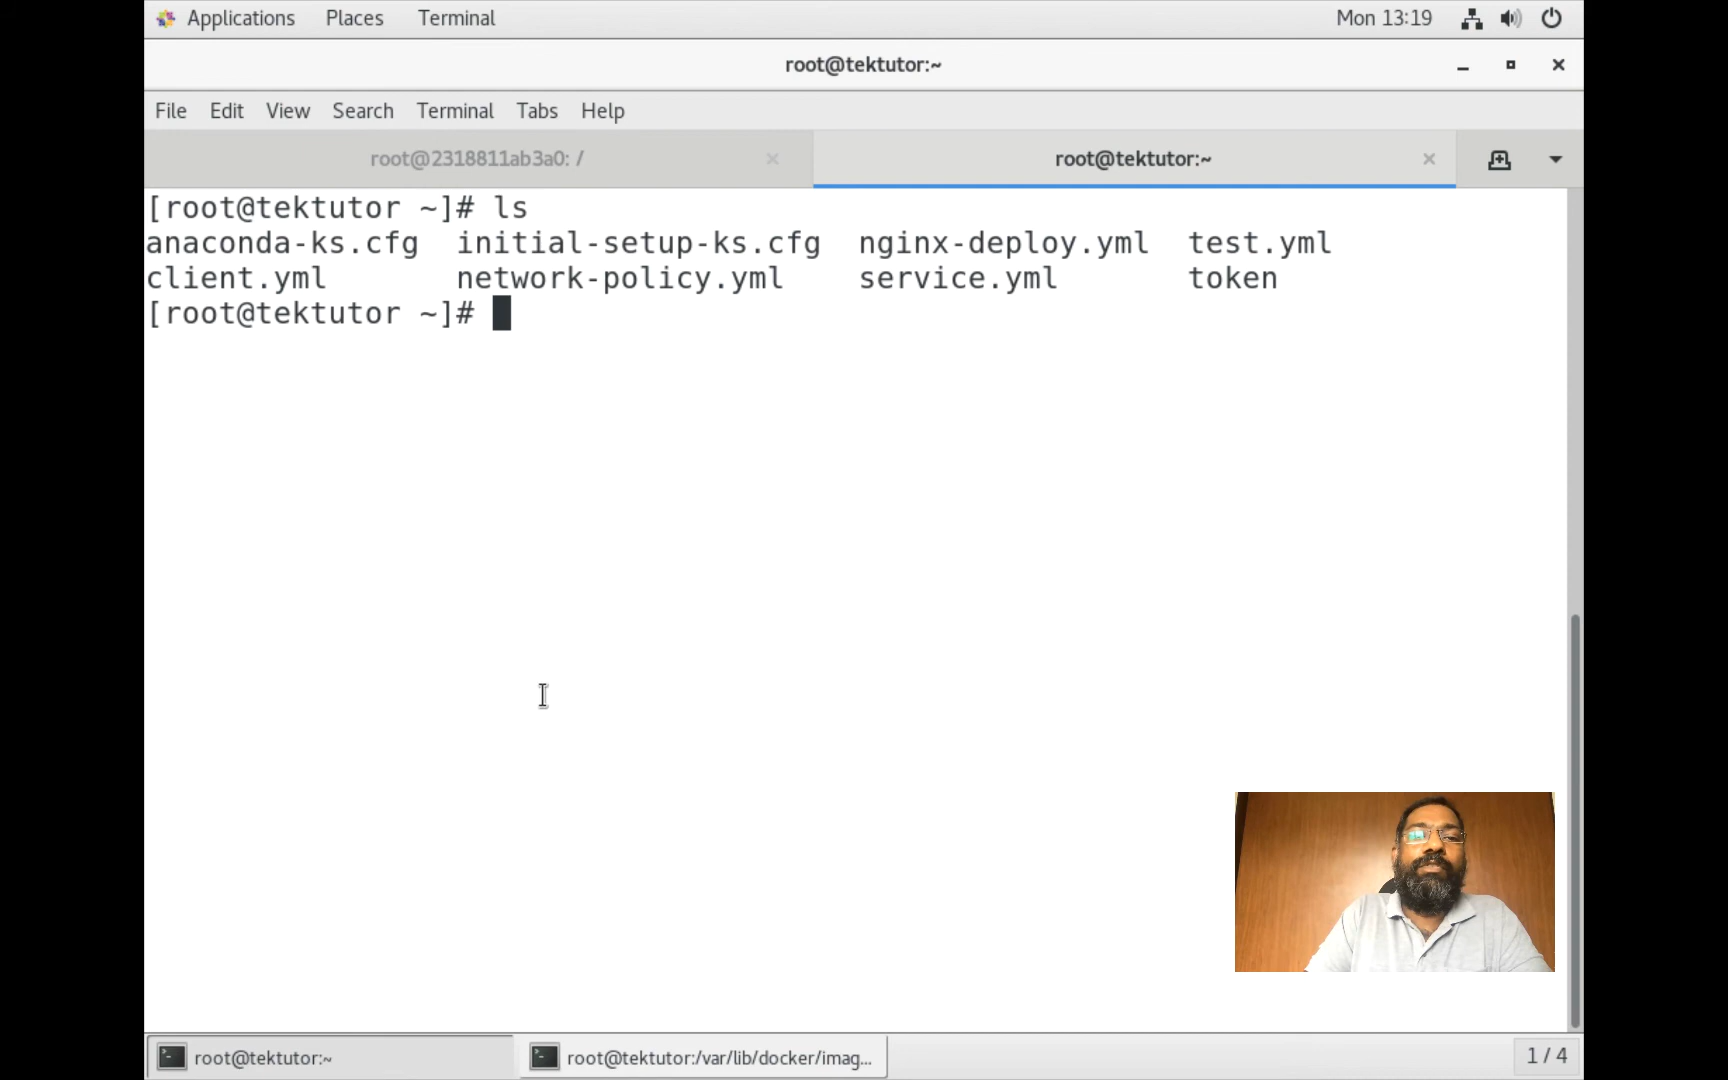 Applications Places Terminal Mon 13:19
root@tektutor:~
File Edit View Search Terminal Tabs Help
root@2318811ab3a0: / root@tektutor:~
[root@tektutor ~]# ls
anaconda-ks.cfg initial-setup-ks.cfg nginx-deploy.yml test.yml
client.yml network-policy.yml service.yml token
[root@tektutor ~]#
root@tektutor:~ root@tektutor:/var/lib/docker/imag... 1 / 4